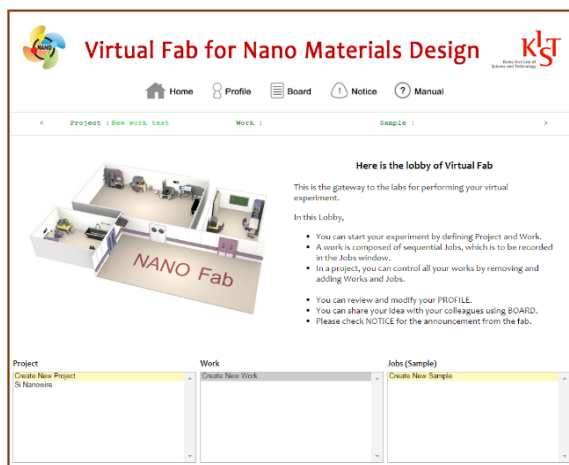 NANO
Virtual Fab for Nano Materials Design
KIST
Korea Institute of
Science and Technology
Home Profile Board Notice Manual
< Project : New work test Work : Sample : >
NANO Fab
Here is the lobby of Virtual Fab
This is the gateway to the labs for performing your virtual
experiment.
In this Lobby,
• You can start your experiment by defining Project and Work.
• A work is composed of sequential Jobs, which is to be recorded
in the Jobs window.
• In a project, you can control all your works by removing and
adding Works and Jobs.
• You can review and modify your PROFILE.
• You can share your idea with your colleagues using BOARD.
• Please check NOTICE for the announcement from the fab.
Project Work Jobs (Sample)
Create New Project Create New Work Create New Sample
Si Nanowire